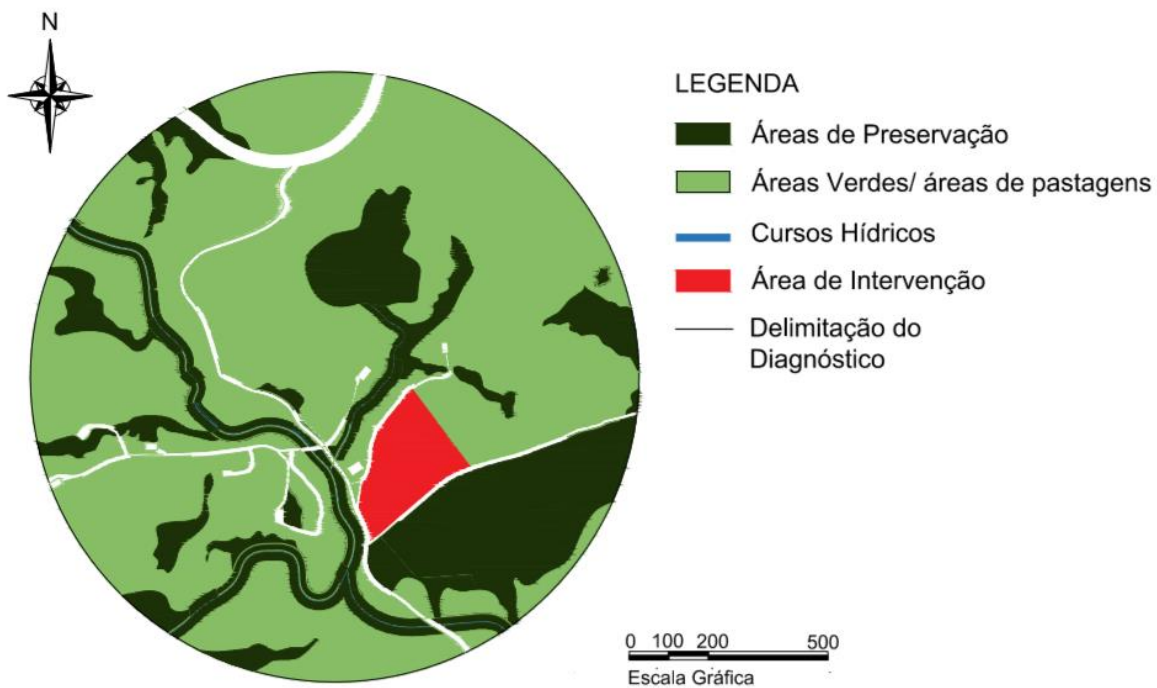 N
LEGENDA
Áreas de Preservação
Áreas Verdes/ áreas de pastagens
Cursos Hídricos
Área de Intervenção
Delimitação do
Diagnóstico
0 100 200 500
Escala Gráfica